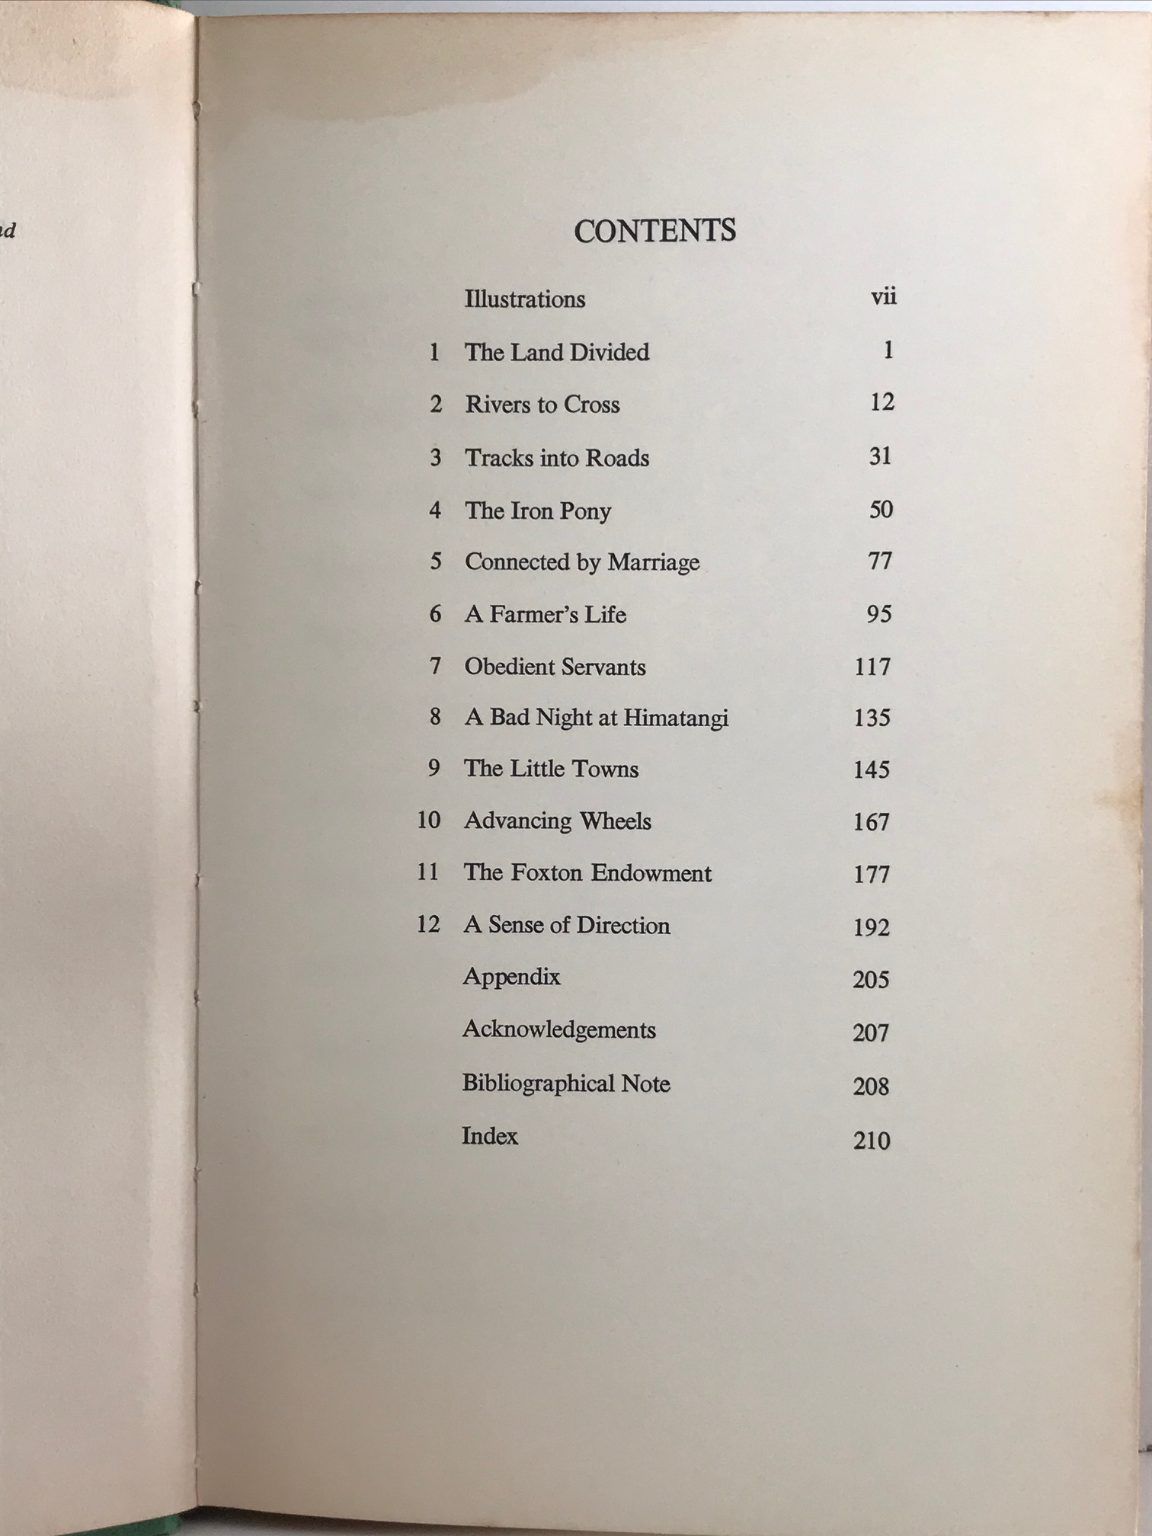 CONTENTS
Illustrations vii
1 The Land Divided 1
2 Rivers to Cross 12
3 Tracks into Roads 31
4 The Iron Pony 50
5 Connected by Marriage 77
6 A Farmer's Life 95
7 Obedient Servants 117
8 A Bad Night at Himatangi 135
9 The Little Towns 145
10 Advancing Wheels 167
11 The Foxton Endowment 177
12 A Sense of Direction 192
Appendix 205
Acknowledgements 207
Bibliographical Note 208
Index 210